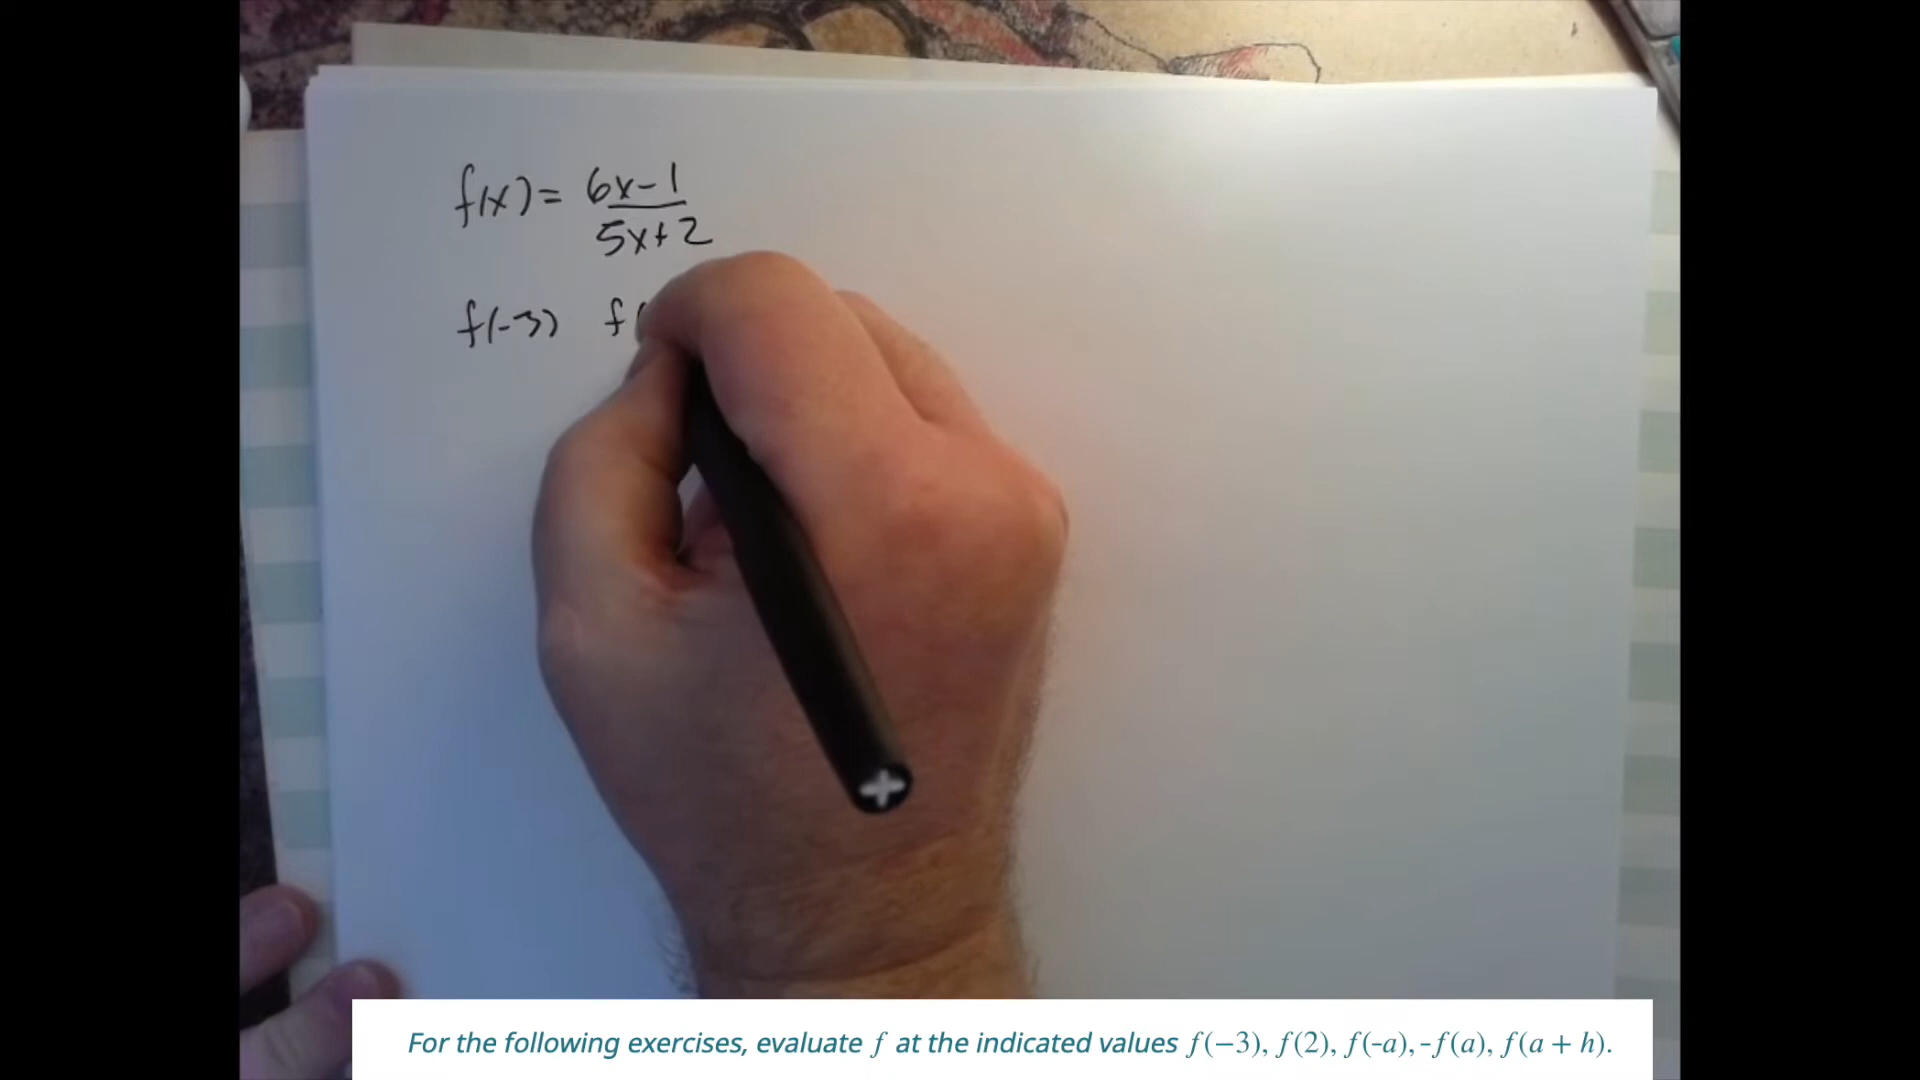 f(x) = 6x-1
5x+2
f(-3) f(
For the following exercises, evaluate f at the indicated values f(−3), f(2), f(-a), -f(a), f(a + h).